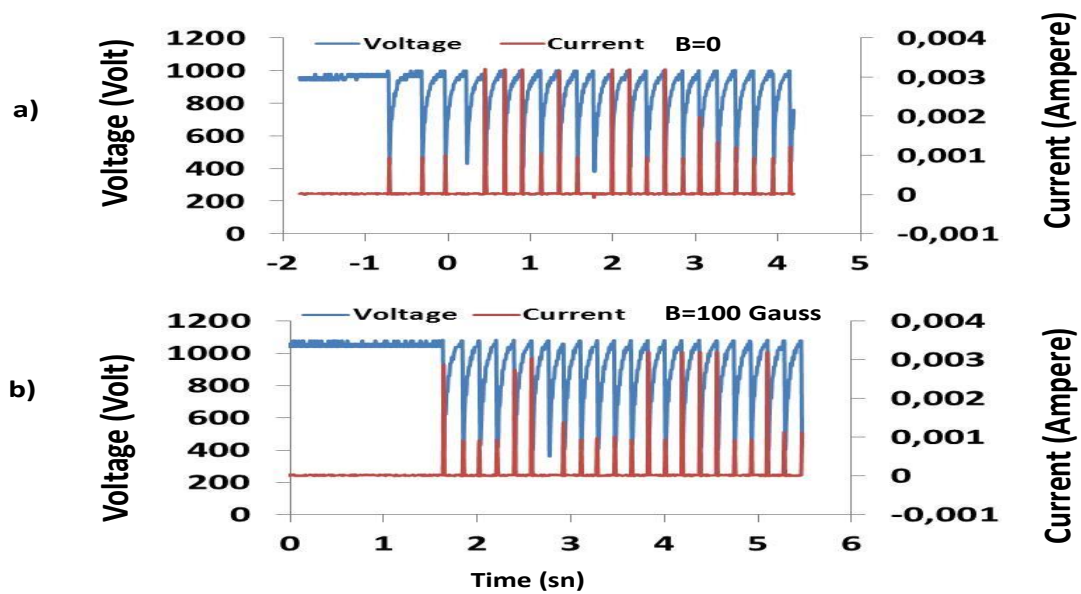 a)
Voltage (Volt)
Voltage Current B=0
1200
1000
800
600
400
200
0
0,004
0,003
0,002
0,001
0
-0,001
Current (Ampere)
-2 -1 0 1 2 3 4 5
b)
Voltage (Volt)
Voltage Current B=100 Gauss
1200
1000
800
600
400
200
0
0,004
0,003
0,002
0,001
0
-0,001
Current (Ampere)
0 1 2 3 4 5 6
Time (sn)